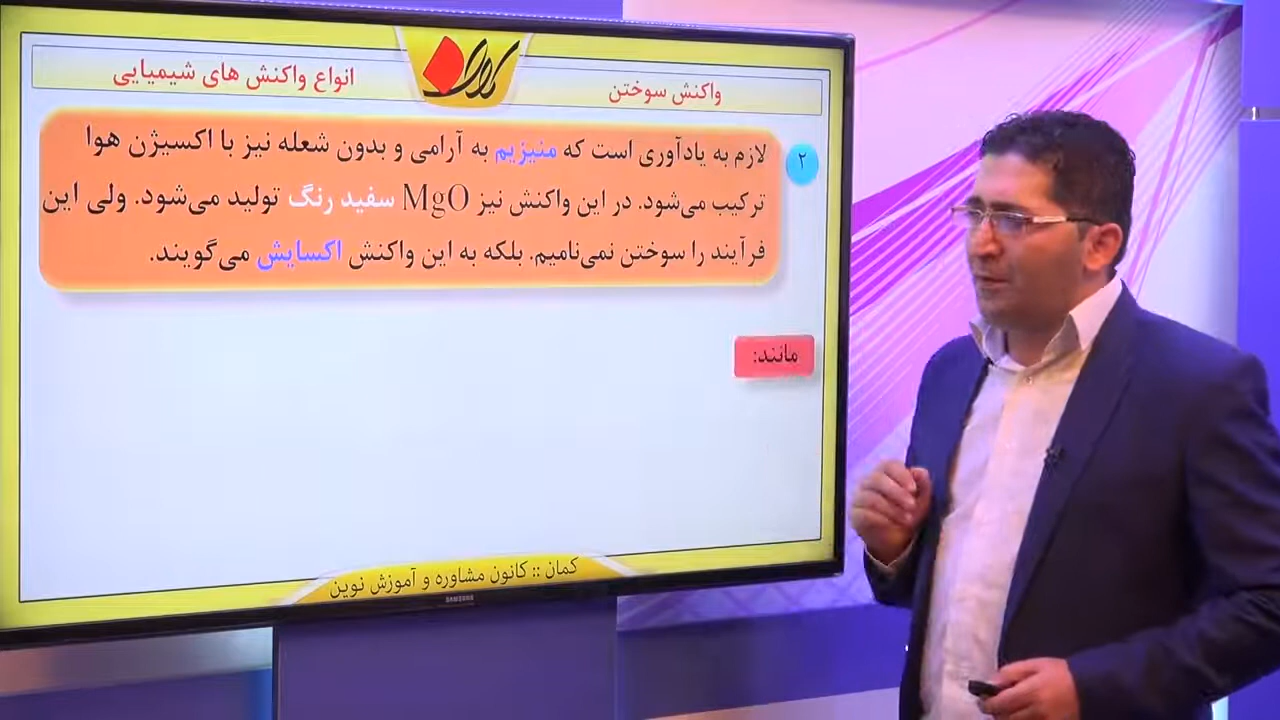 واکنش سوختن
انواع واکنش های شیمیایی
۲
لازم به یادآوری است که منیزیم به آرامی و بدون شعله نیز با اکسیژن هوا
ترکیب می‌شود. در این واکنش نیز MgO سفید رنگ تولید می‌شود. ولی این
فرآیند را سوختن نمی‌نامیم. بلکه به این واکنش اکسایش می‌گویند.
مانند:
کمان :: کانون مشاوره و آموزش نوین
SAMSUNG